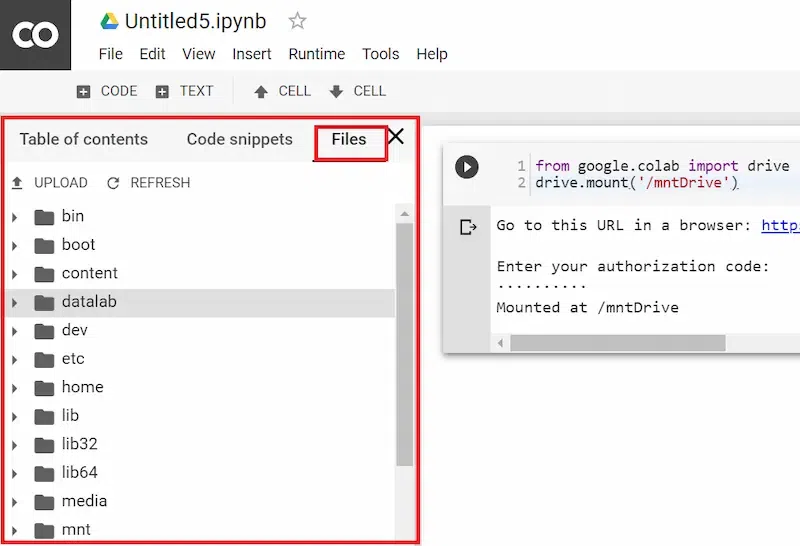 CO
Untitled5.ipynb
File Edit View Insert Runtime Tools Help
CODE TEXT CELL CELL
Table of contents Code snippets Files
UPLOAD REFRESH
bin
boot
content
datalab
dev
etc
home
lib
lib32
lib64
media
mnt
1 from google.colab import drive
2 drive.mount('/mntDrive')
Go to this URL in a browser: https
Enter your authorization code:
··········
Mounted at /mntDrive